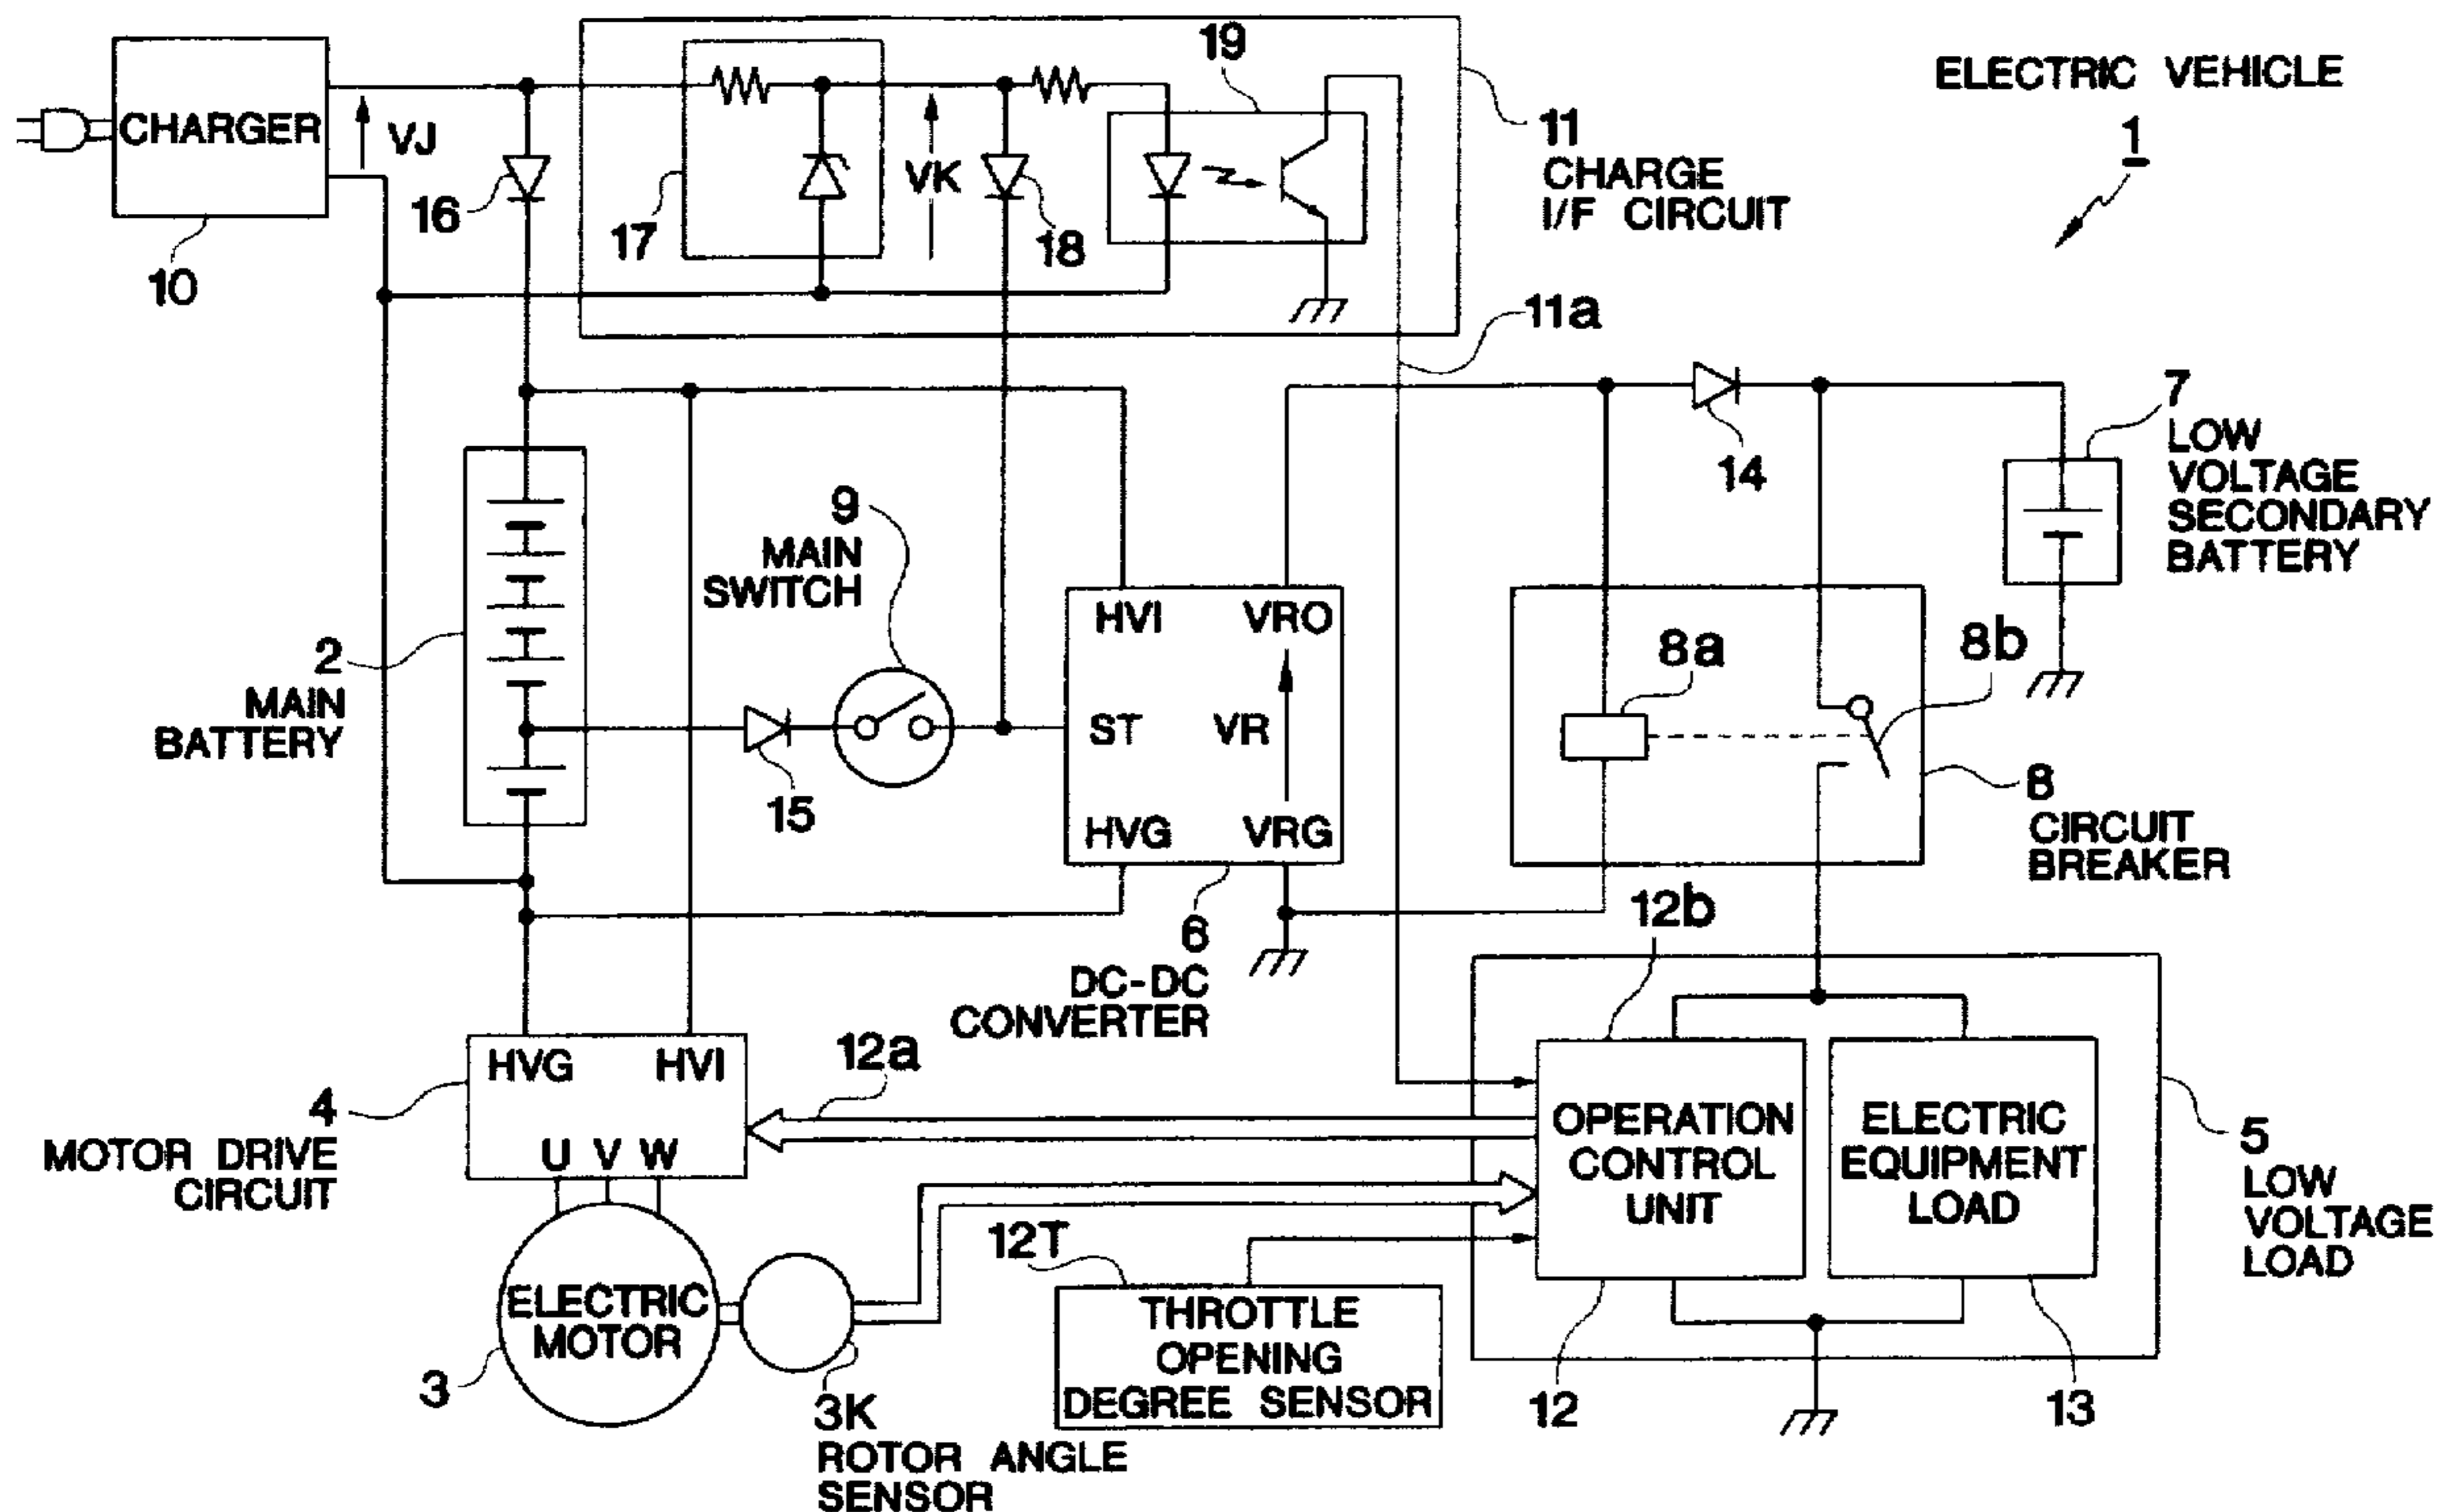 ELECTRIC VEHICLE
1
CHARGER
10
VJ
16
17
VK
18
19
11
CHARGE
I/F CIRCUIT
11a
14
7
LOW
VOLTAGE
SECONDARY
BATTERY
2
MAIN
BATTERY
9
MAIN
SWITCH
15
HVI
VRO
ST
VR
HVG
VRG
6
DC-DC
CONVERTER
8a
8b
8
CIRCUIT
BREAKER
12b
4
MOTOR DRIVE
CIRCUIT
HVG
HVI
U
V
W
12a
OPERATION
CONTROL
UNIT
ELECTRIC
EQUIPMENT
LOAD
5
LOW
VOLTAGE
LOAD
ELECTRIC
MOTOR
3
3K
ROTOR ANGLE
SENSOR
12T
THROTTLE
OPENING
DEGREE SENSOR
12
13